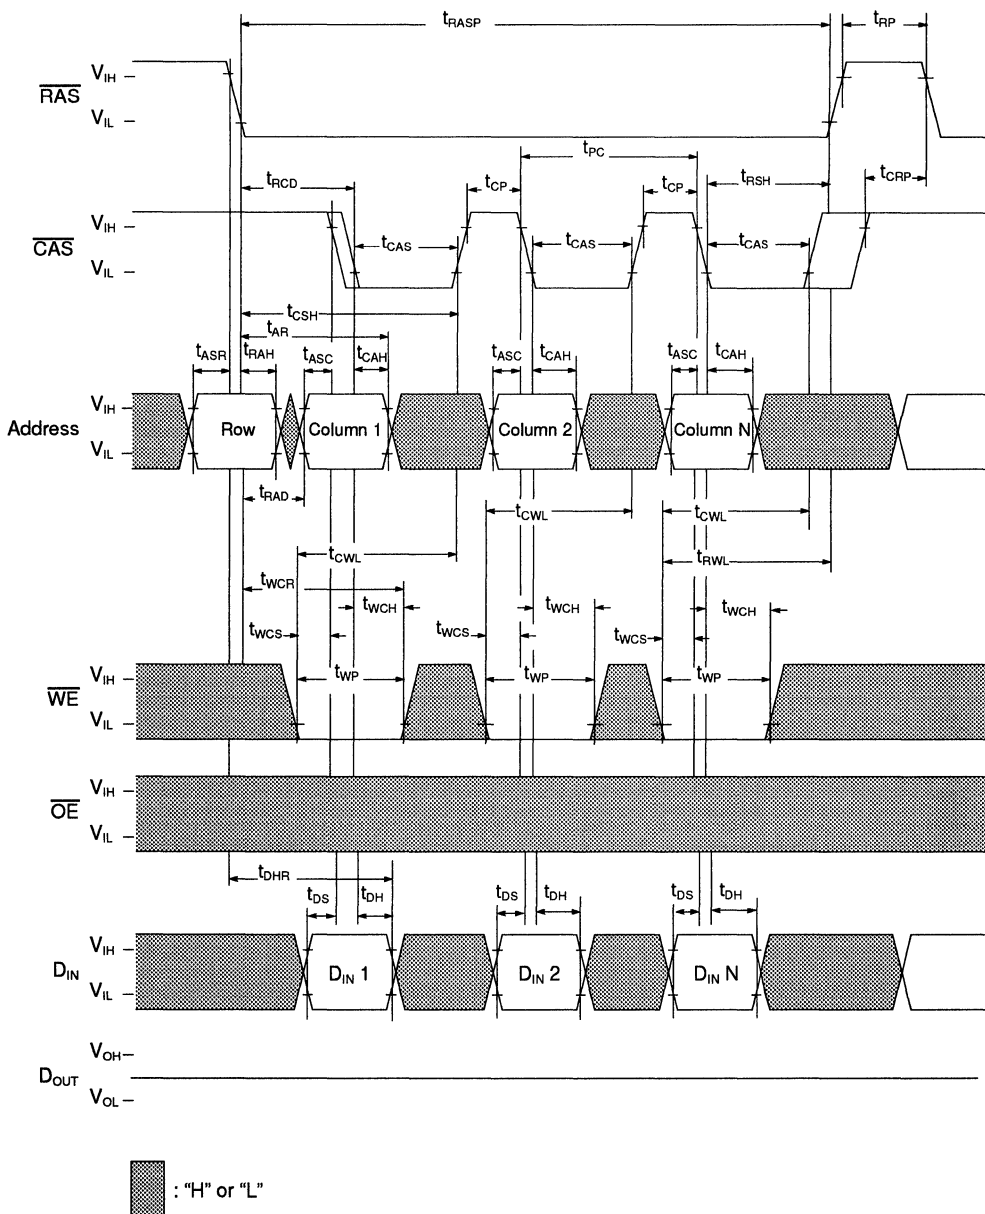 tRASP
tRP
VIH
RAS
VIL
tPC
tRCD
tCP
tCP
tRSH
tCRP
VIH
CAS
VIL
tCAS
tCAS
tCAS
tCSH
tAR
tASR
tRAH
tASC
tCAH
tASC
tCAH
tASC
tCAH
VIH
Address
VIL
Row
Column 1
Column 2
Column N
tRAD
tCWL
tCWL
tCWL
tRWL
tWCR
tWCH
tWCH
tWCH
tWCS
tWCS
tWCS
tWP
tWP
tWP
VIH
WE
VIL
VIH
OE
VIL
tDHR
tDS
tDH
tDS
tDH
tDS
tDH
VIH
DIN
VIL
DIN 1
DIN 2
DIN N
VOH
DOUT
VOL
: “H” or “L”